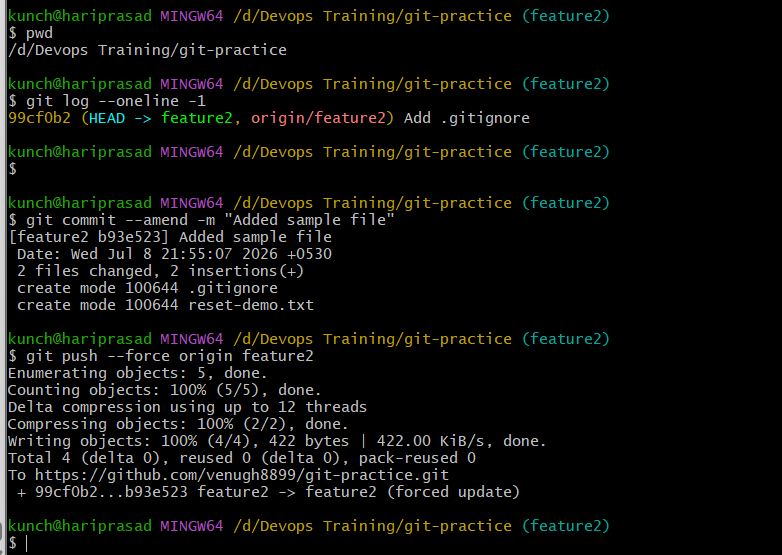 kunch@hariprasad MINGW64 /d/Devops Training/git-practice (feature2)
$ pwd
/d/Devops Training/git-practice
kunch@hariprasad MINGW64 /d/Devops Training/git-practice (feature2)
$ git log --oneline -1
99cf0b2 (HEAD -> feature2, origin/feature2) Add .gitignore
kunch@hariprasad MINGW64 /d/Devops Training/git-practice (feature2)
$
kunch@hariprasad MINGW64 /d/Devops Training/git-practice (feature2)
$ git commit --amend -m "Added sample file"
[feature2 b93e523] Added sample file
 Date: Wed Jul 8 21:55:07 2026 +0530
 2 files changed, 2 insertions(+)
 create mode 100644 .gitignore
 create mode 100644 reset-demo.txt
kunch@hariprasad MINGW64 /d/Devops Training/git-practice (feature2)
$ git push --force origin feature2
Enumerating objects: 5, done.
Counting objects: 100% (5/5), done.
Delta compression using up to 12 threads
Compressing objects: 100% (2/2), done.
Writing objects: 100% (4/4), 422 bytes | 422.00 KiB/s, done.
Total 4 (delta 0), reused 0 (delta 0), pack-reused 0
To https://github.com/venugh8899/git-practice.git
 + 99cf0b2...b93e523 feature2 -> feature2 (forced update)
kunch@hariprasad MINGW64 /d/Devops Training/git-practice (feature2)
$